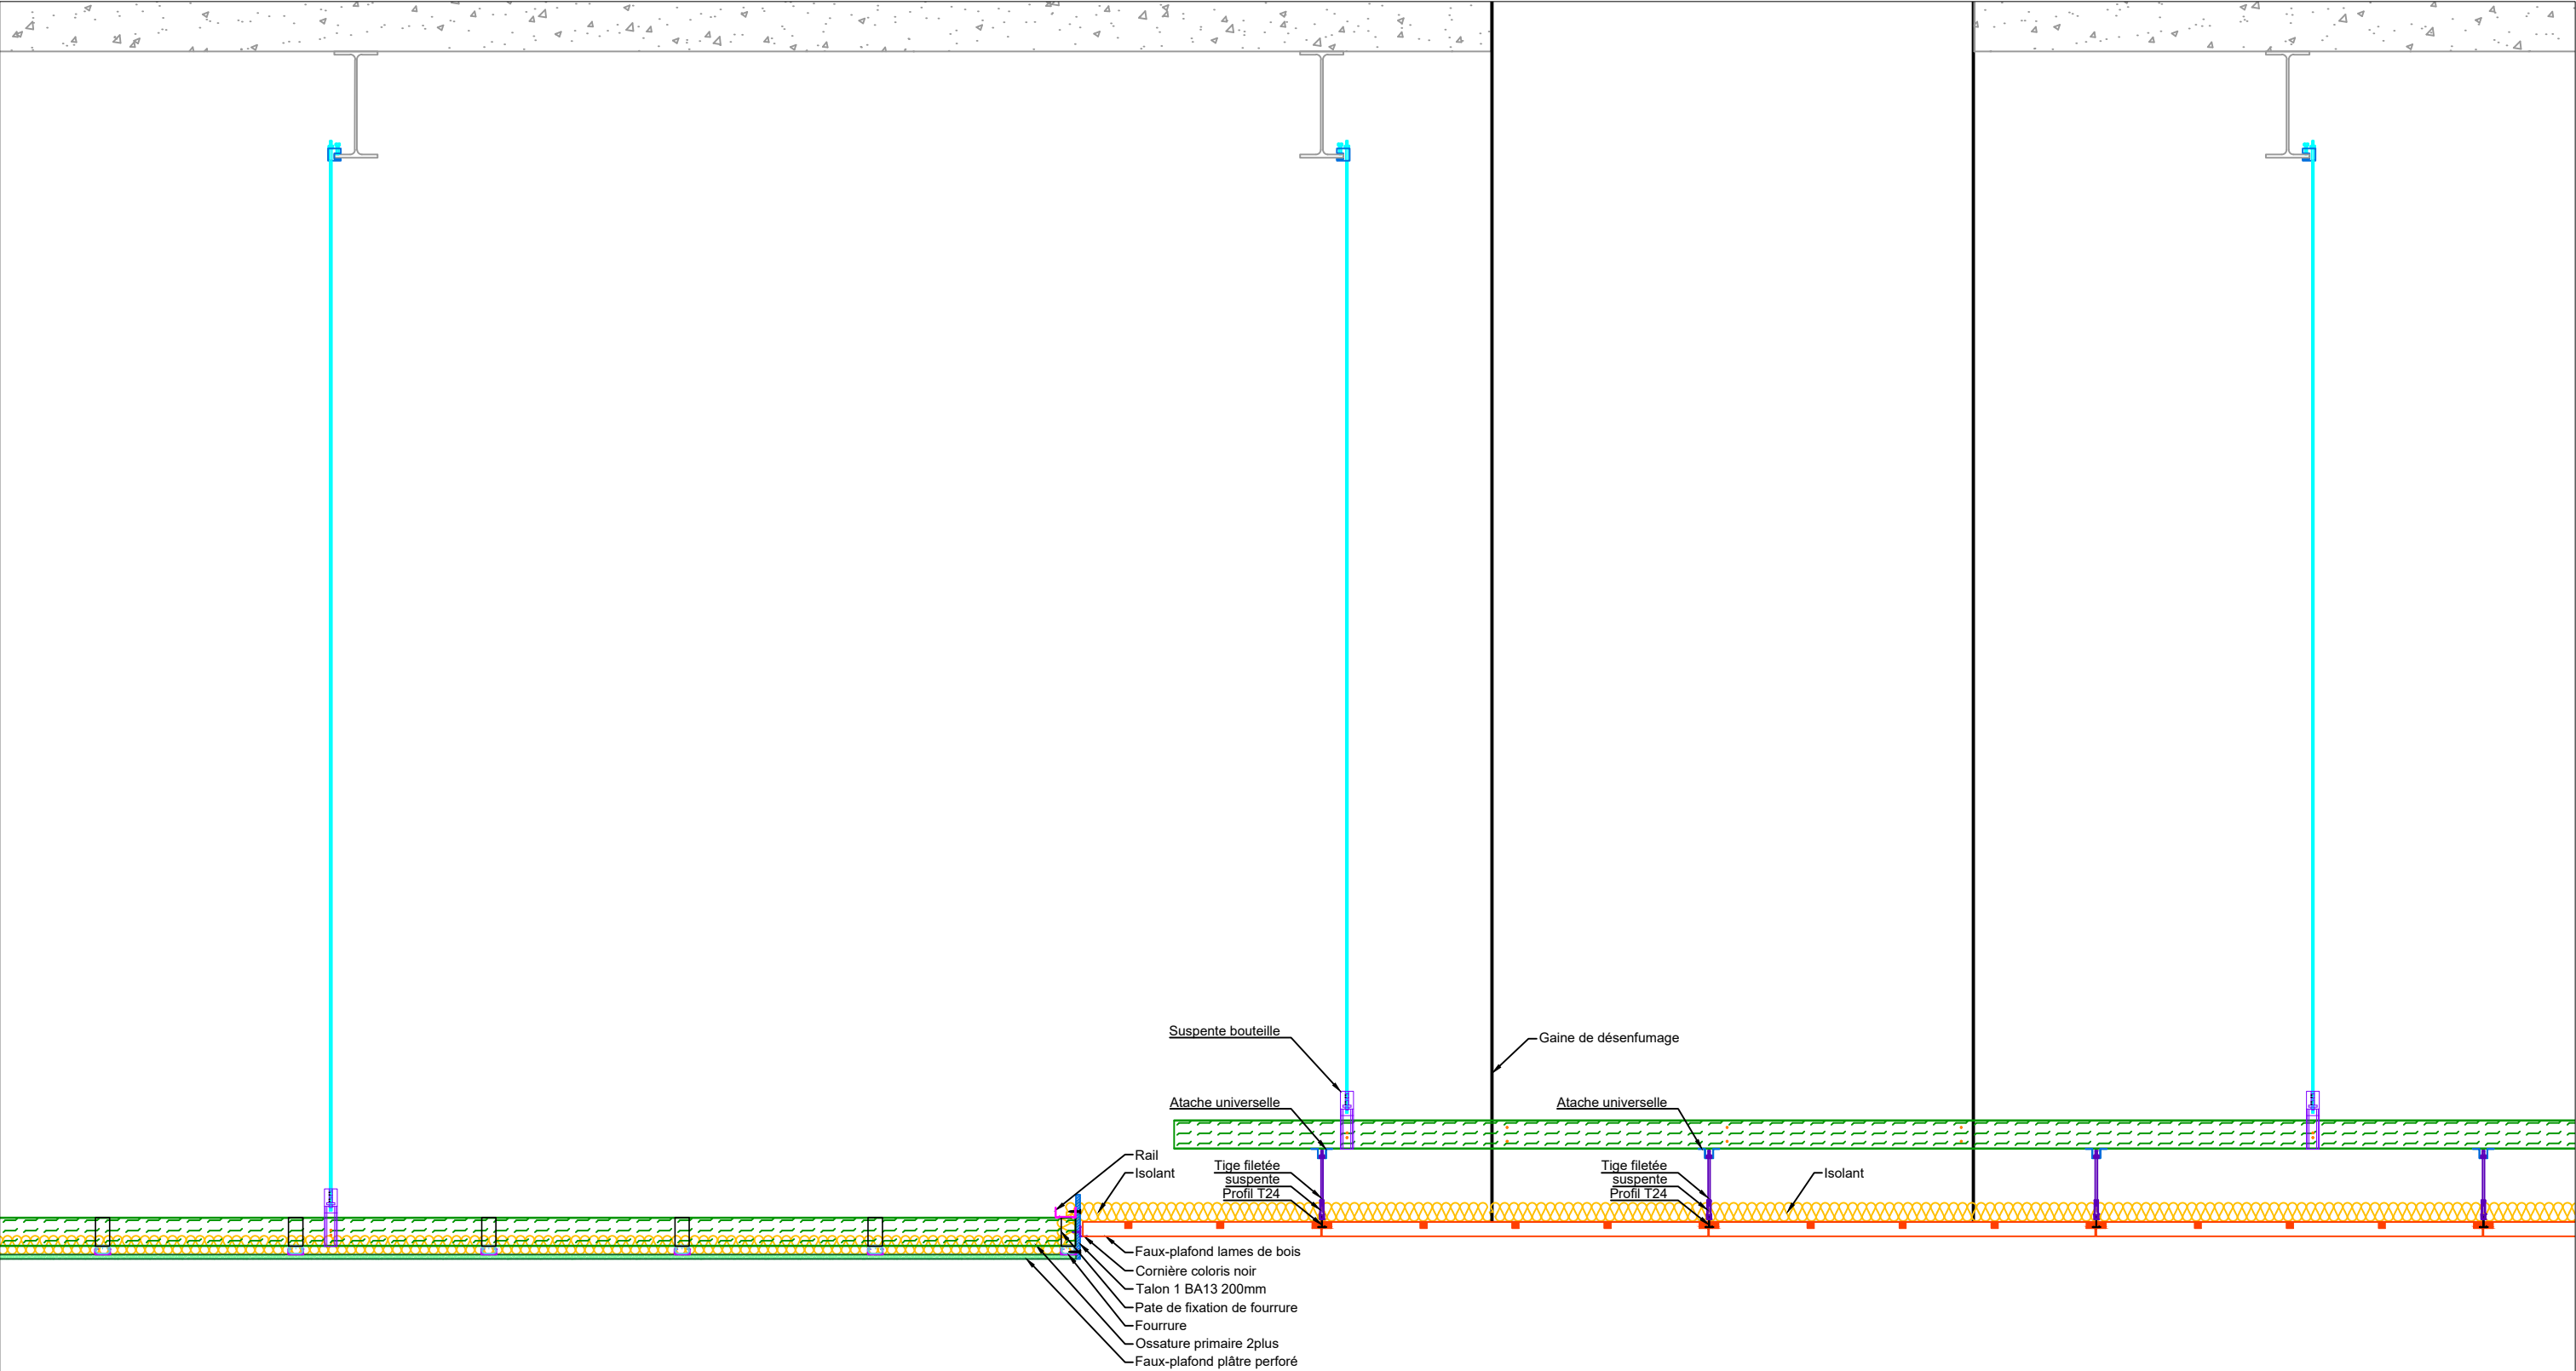 Suspente bouteille
Gaine de désenfumage
Atache universelle
Atache universelle
Rail
Isolant
Tige filetée
suspente
Profil T24
Tige filetée
suspente
Profil T24
Isolant
Faux-plafond lames de bois
Cornière coloris noir
Talon 1 BA13 200mm
Pate de fixation de fourrure
Fourrure
Ossature primaire 2plus
Faux-plafond plâtre perforé